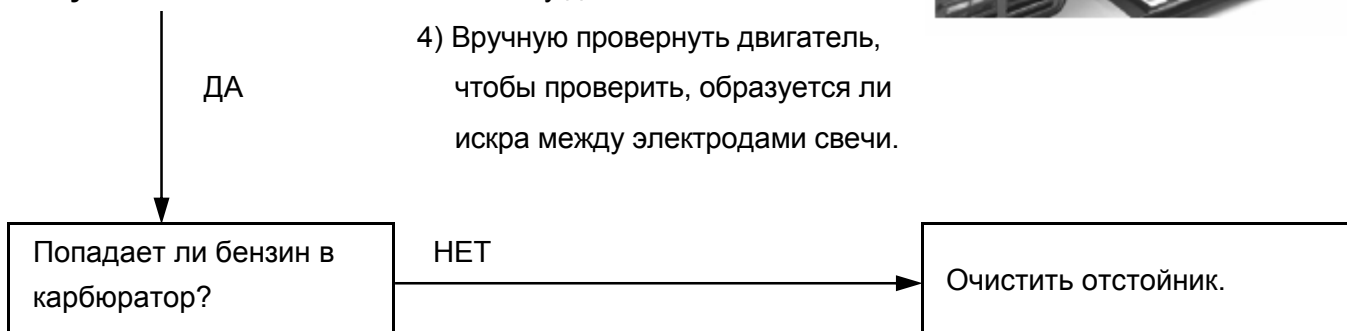 4) Вручную провернуть двигатель,
ДА
чтобы проверить, образуется ли
искра между электродами свечи.
Попадает ли бензин в
карбюратор?
НЕТ
Очистить отстойник.